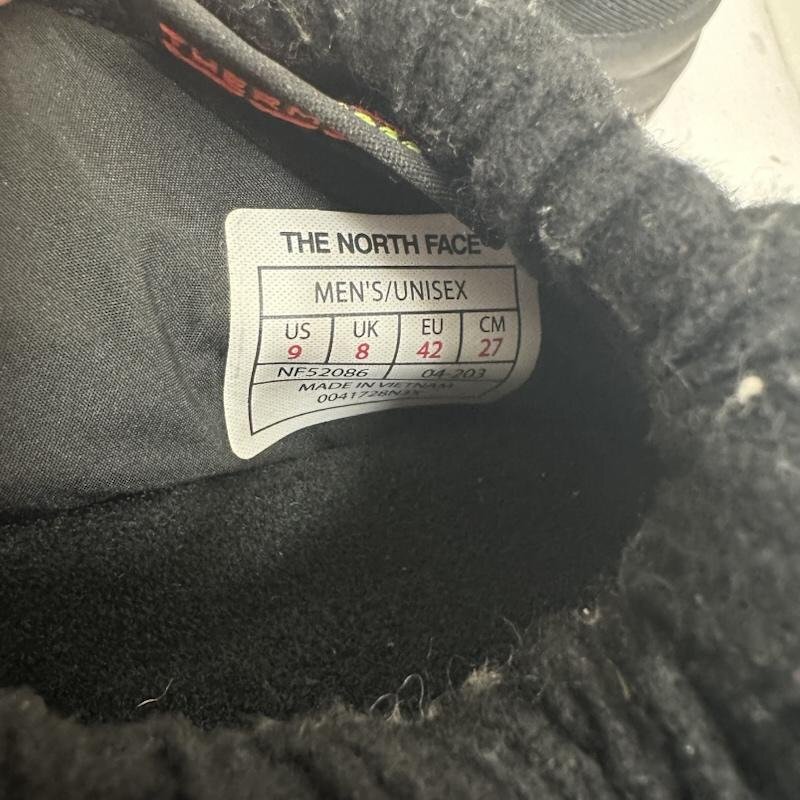 THERMO
THE NORTH FACE
MEN'S/UNISEX
US UK EU CM
9 8 42 27
NF52086 04-203
MADE IN VIETNAM